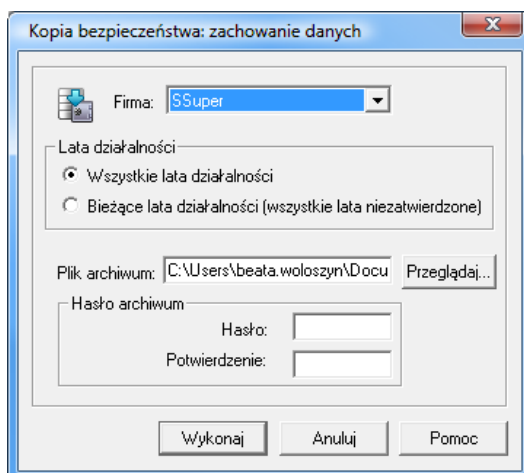 Kopia bezpieczeństwa: zachowanie danych
Firma: SSuper
Lata działalności
Wszystkie lata działalności
Bieżące lata działalności (wszystkie lata niezatwierdzone)
Plik archiwum: C:\Users\beata.woloszyn\Docu Przeglądaj...
Hasło archiwum
Hasło:
Potwierdzenie:
Wykonaj Anuluj Pomoc